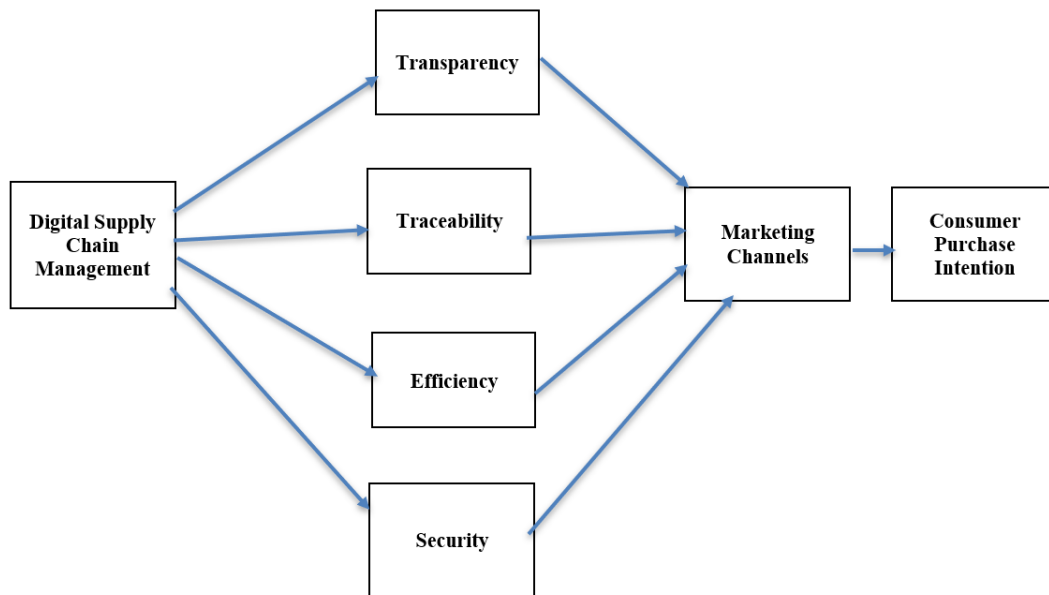 Transparency
Digital Supply
Chain
Management
Traceability
Efficiency
Security
Marketing
Channels
Consumer
Purchase
Intention